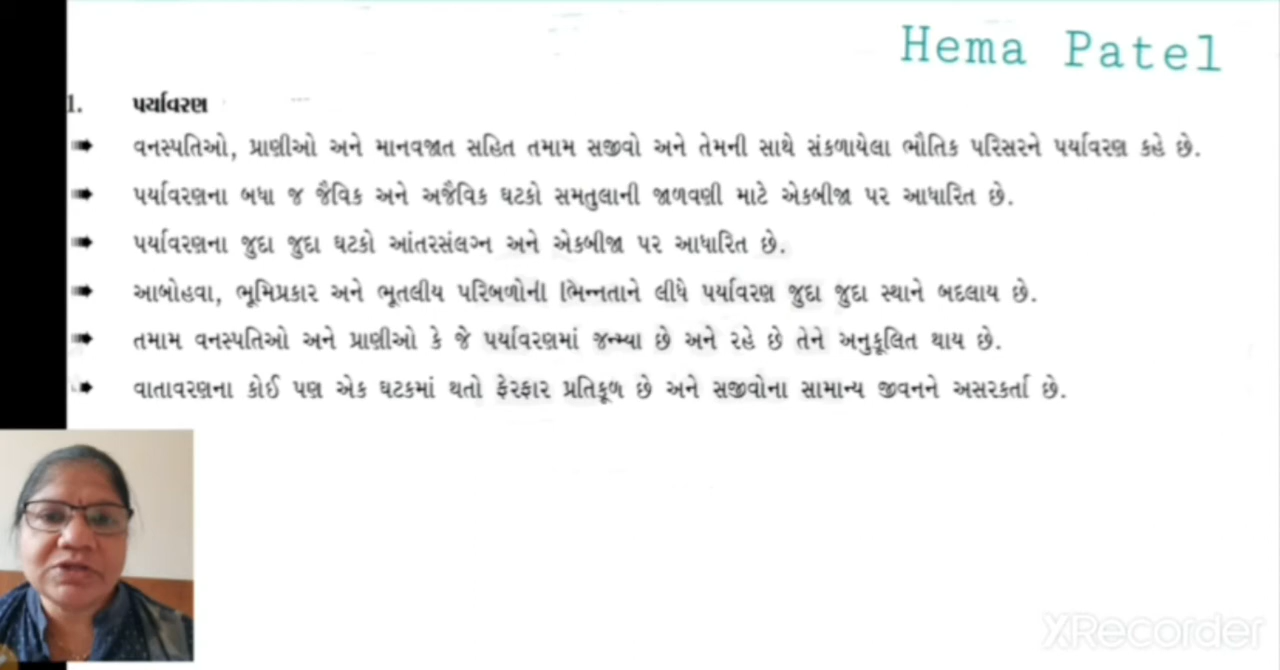 Hema Patel
1. પર્યાવરણ
વનસ્પતિઓ, પ્રાણીઓ અને માનવજાત સહિત તમામ સજીવો અને તેમની સાથે સંકળાયેલા ભૌતિક પરિસરને પર્યાવરણ કહે છે.
પર્યાવરણના બધા જ જૈવિક અને અજૈવિક ઘટકો સમતુલાની જાળવણી માટે એકબીજા પર આધારિત છે.
પર્યાવરણના જુદા જુદા ઘટકો આંતરસંલગ્ન અને એકબીજા પર આધારિત છે.
આબોહવા, ભૂમિપ્રકાર અને ભૂતલીય પરિબળોની ભિન્નતાને લીધે પર્યાવરણ જુદા જુદા સ્થાને બદલાય છે.
તમામ વનસ્પતિઓ અને પ્રાણીઓ કે જે પર્યાવરણમાં જન્મ્યા છે અને રહે છે તેને અનુકૂલિત થાય છે.
વાતાવરણના કોઈ પણ એક ઘટકમાં થતો ફેરફાર પ્રતિકૂળ છે અને સજીવોના સામાન્ય જીવનને અસરકર્તા છે.
XRecorder